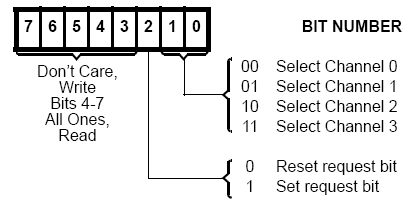 7 6 5 4 3 2 1 0 BIT NUMBER
Don't Care,
Write
Bits 4-7
All Ones,
Read
00 Select Channel 0
01 Select Channel 1
10 Select Channel 2
11 Select Channel 3
0 Reset request bit
1 Set request bit